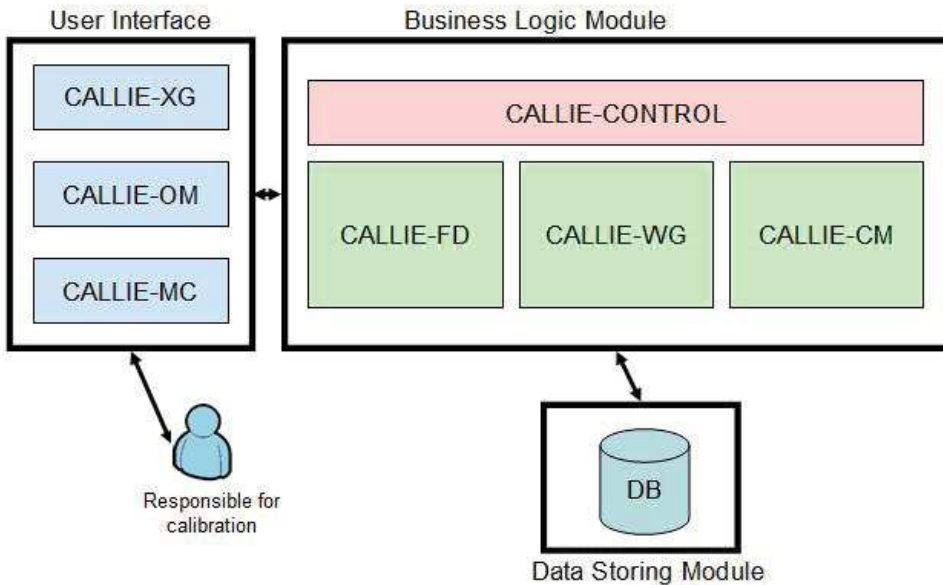 User Interface
Business Logic Module
CALLIE-XG
CALLIE-OM
CALLIE-MC
CALLIE-CONTROL
CALLIE-FD
CALLIE-WG
CALLIE-CM
Responsible for
calibration
DB
Data Storing Module